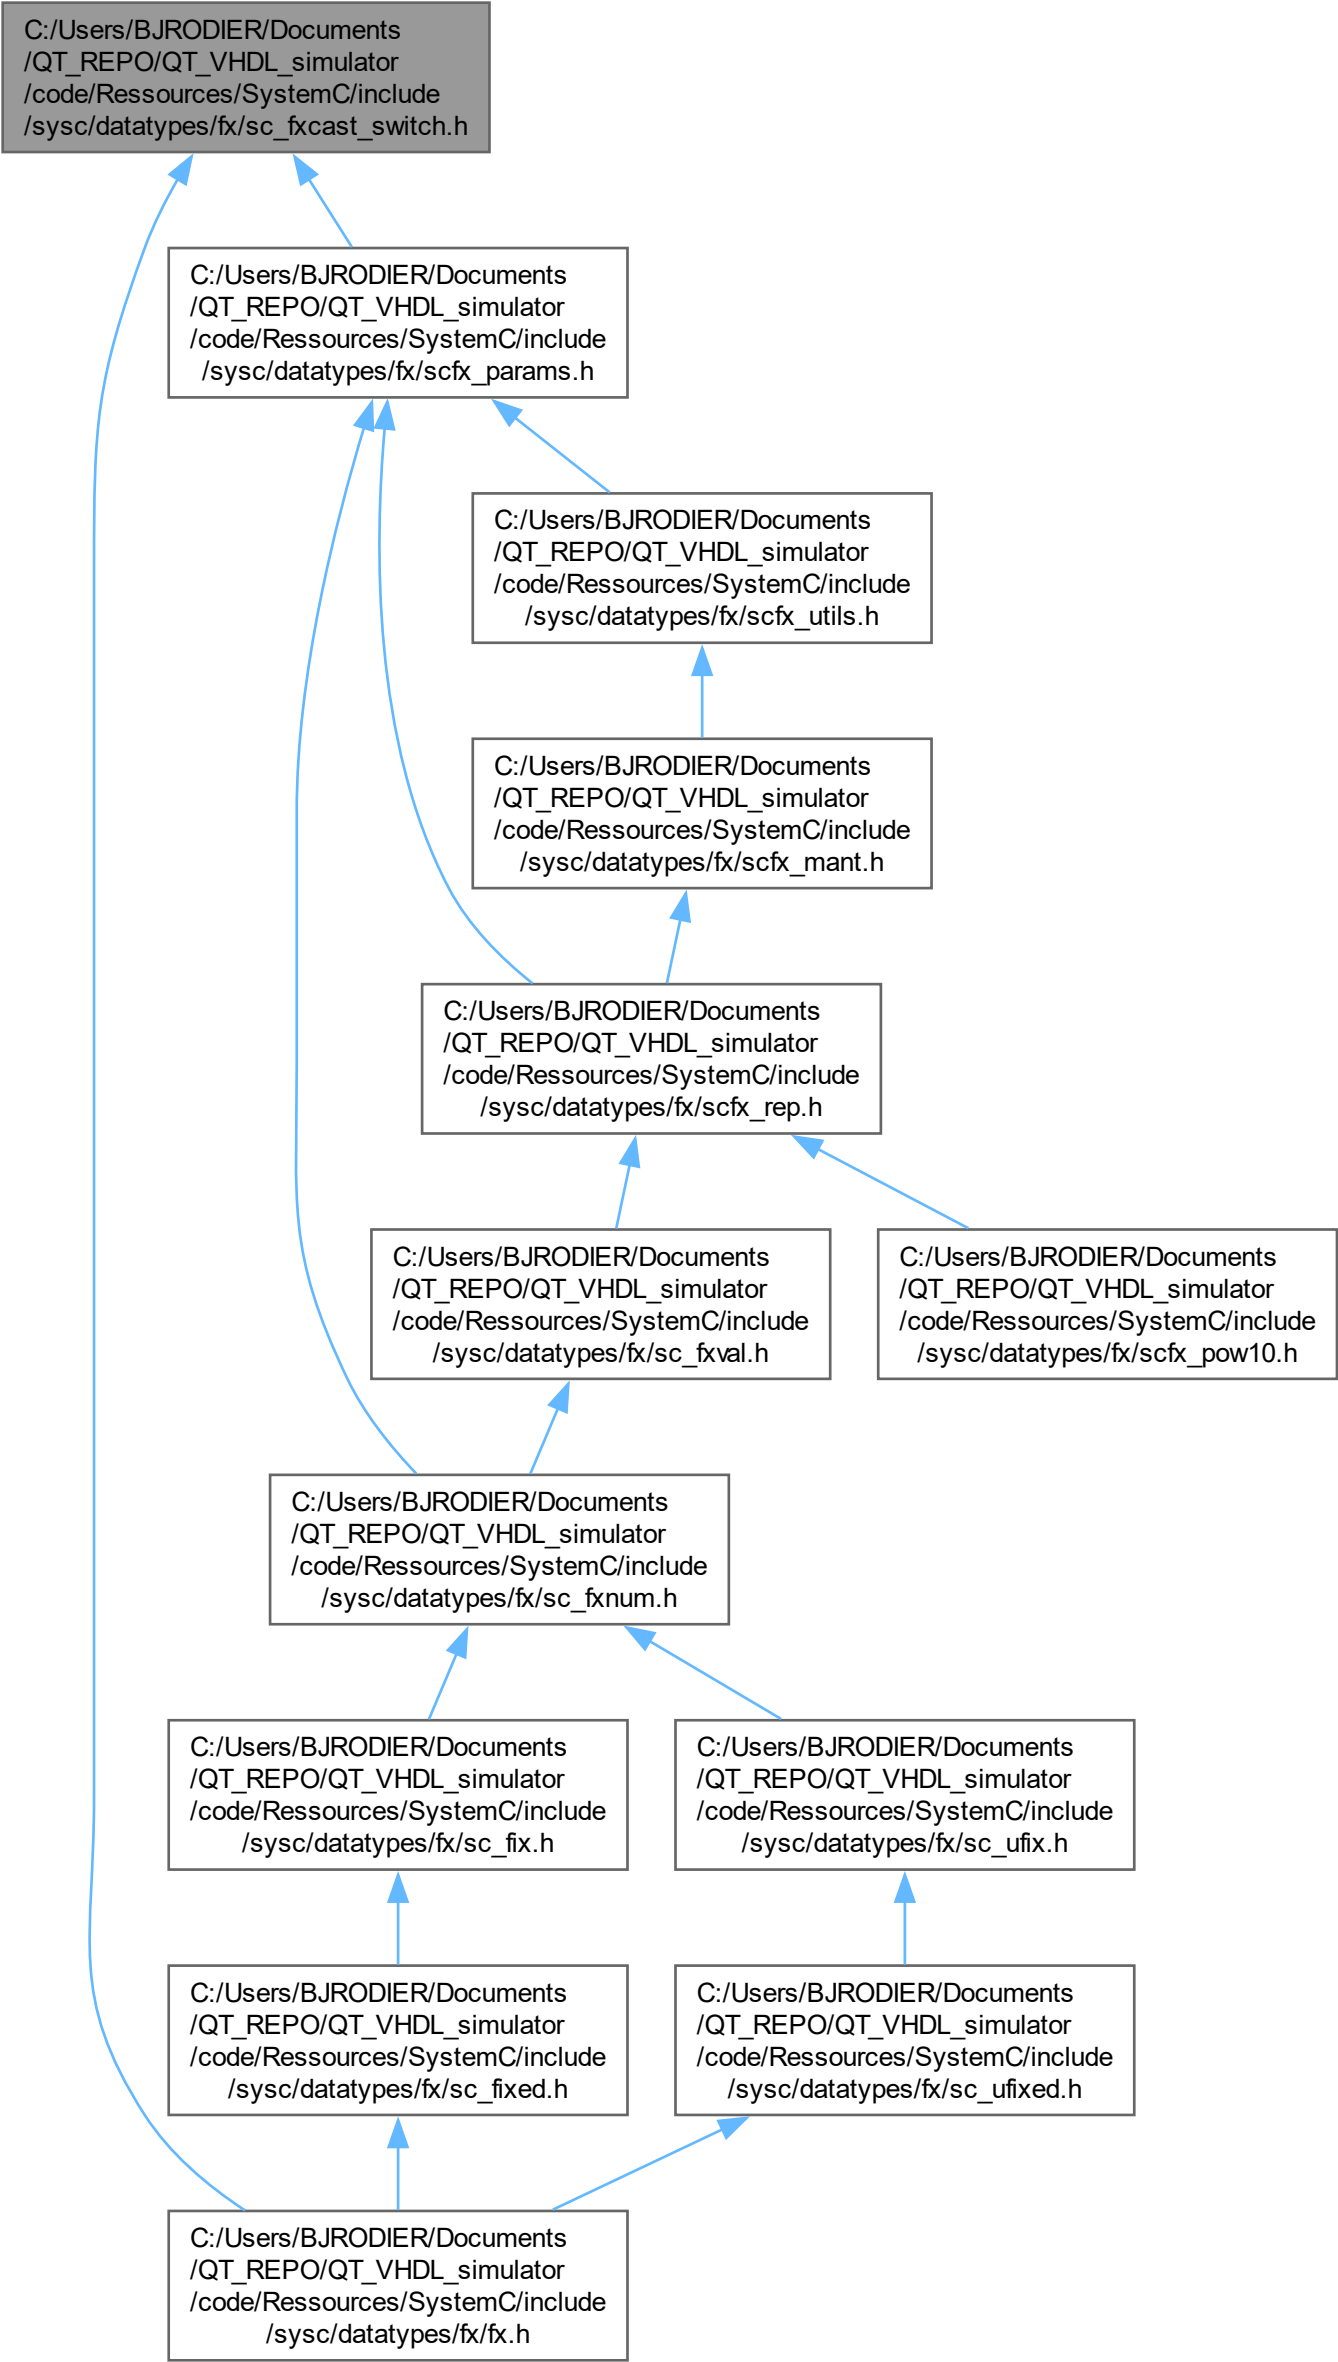 C:/Users/BJRODIER/Documents
/QT_REPO/QT_VHDL_simulator
/code/Ressources/SystemC/include
/sysc/datatypes/fx/sc_fxcast_switch.h
C:/Users/BJRODIER/Documents
/QT_REPO/QT_VHDL_simulator
/code/Ressources/SystemC/include
/sysc/datatypes/fx/scfx_params.h
C:/Users/BJRODIER/Documents
/QT_REPO/QT_VHDL_simulator
/code/Ressources/SystemC/include
/sysc/datatypes/fx/scfx_utils.h
C:/Users/BJRODIER/Documents
/QT_REPO/QT_VHDL_simulator
/code/Ressources/SystemC/include
/sysc/datatypes/fx/scfx_mant.h
C:/Users/BJRODIER/Documents
/QT_REPO/QT_VHDL_simulator
/code/Ressources/SystemC/include
/sysc/datatypes/fx/scfx_rep.h
C:/Users/BJRODIER/Documents
/QT_REPO/QT_VHDL_simulator
/code/Ressources/SystemC/include
/sysc/datatypes/fx/sc_fxval.h
C:/Users/BJRODIER/Documents
/QT_REPO/QT_VHDL_simulator
/code/Ressources/SystemC/include
/sysc/datatypes/fx/scfx_pow10.h
C:/Users/BJRODIER/Documents
/QT_REPO/QT_VHDL_simulator
/code/Ressources/SystemC/include
/sysc/datatypes/fx/sc_fxnum.h
C:/Users/BJRODIER/Documents
/QT_REPO/QT_VHDL_simulator
/code/Ressources/SystemC/include
/sysc/datatypes/fx/sc_fix.h
C:/Users/BJRODIER/Documents
/QT_REPO/QT_VHDL_simulator
/code/Ressources/SystemC/include
/sysc/datatypes/fx/sc_ufix.h
C:/Users/BJRODIER/Documents
/QT_REPO/QT_VHDL_simulator
/code/Ressources/SystemC/include
/sysc/datatypes/fx/sc_fixed.h
C:/Users/BJRODIER/Documents
/QT_REPO/QT_VHDL_simulator
/code/Ressources/SystemC/include
/sysc/datatypes/fx/sc_ufixed.h
C:/Users/BJRODIER/Documents
/QT_REPO/QT_VHDL_simulator
/code/Ressources/SystemC/include
/sysc/datatypes/fx/fx.h